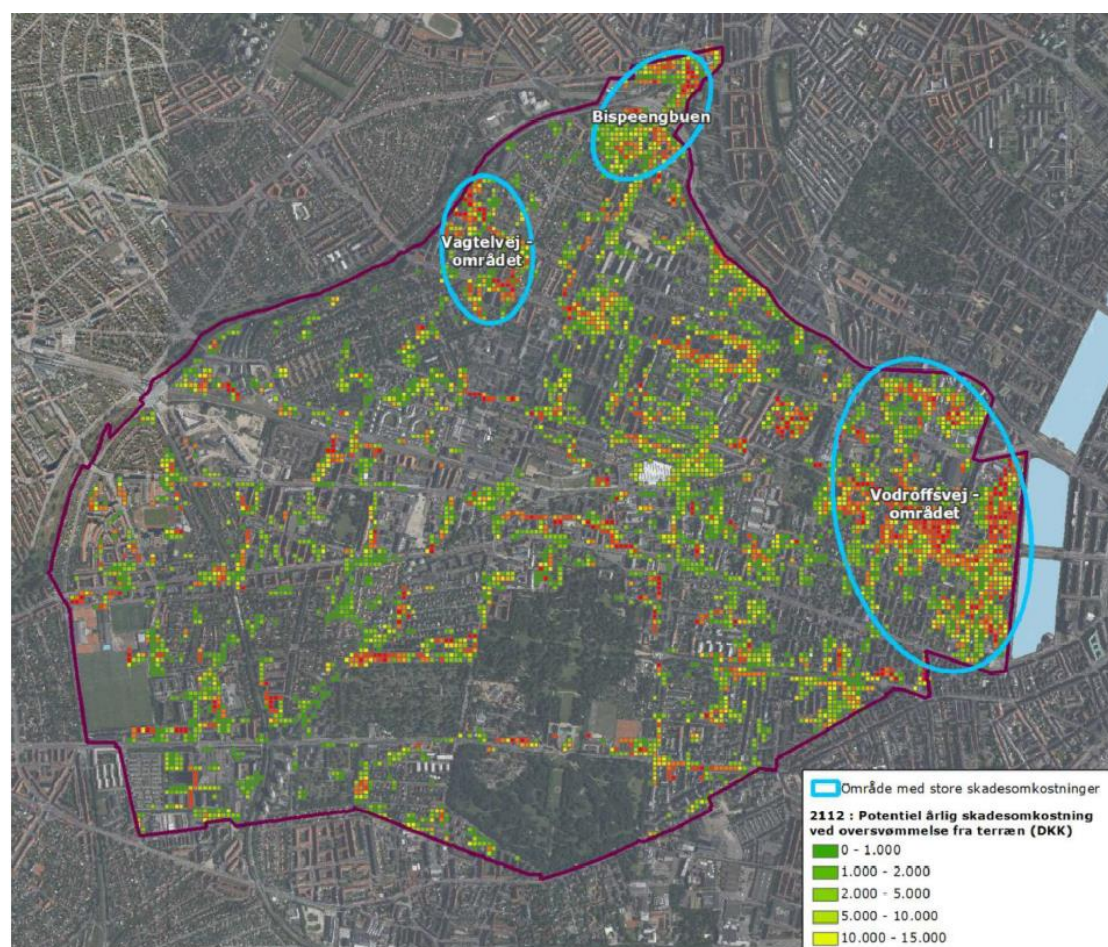 Bispeengbuen
Vagtelvej -
området
Vodroffsvej -
området
Område med store skadesomkostninger
2112 : Potentiel årlig skadesomkostning
ved oversvømmelse fra terræn (DKK)
0 - 1.000
1.000 - 2.000
2.000 - 5.000
5.000 - 10.000
10.000 - 15.000